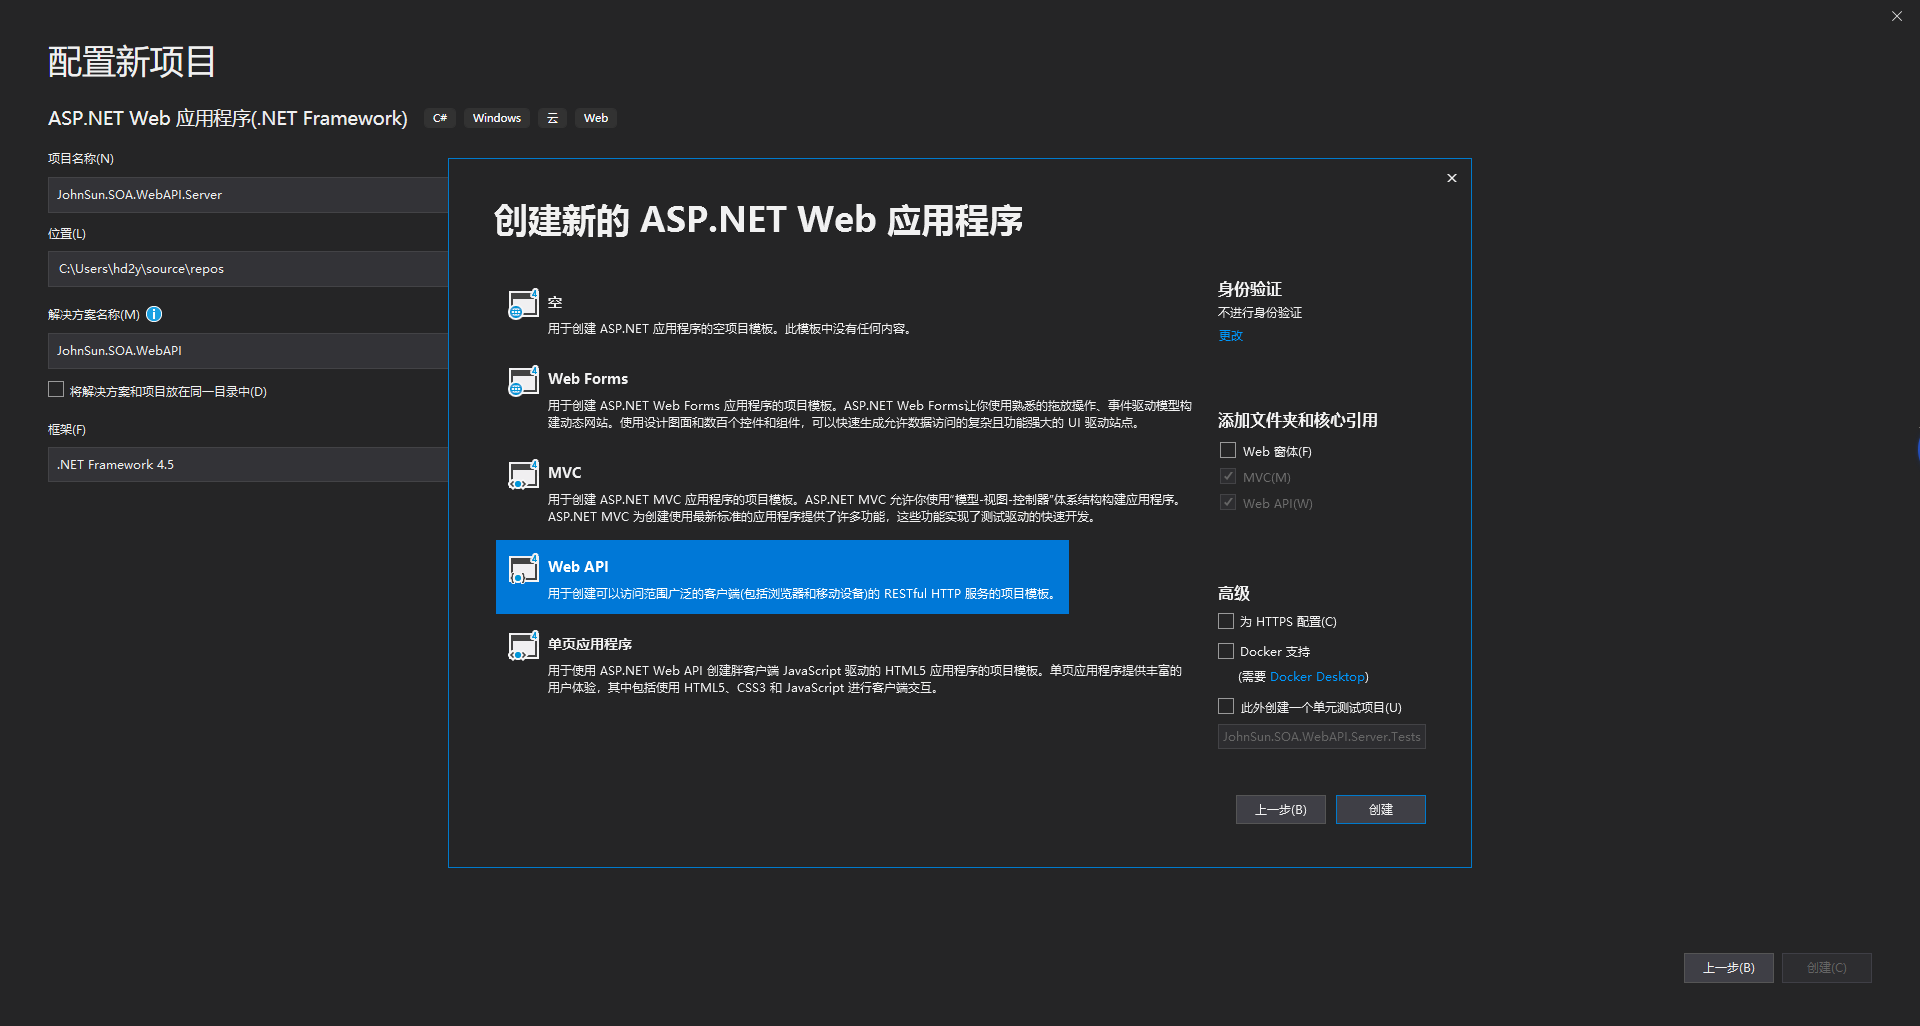 配置新项目
ASP.NET Web 应用程序(.NET Framework) C# Windows 云 Web
项目名称(N)
JohnSun.SOA.WebAPI.Server
位置(L)
C:\Users\hd2y\source\repos
解决方案名称(M)
JohnSun.SOA.WebAPI
将解决方案和项目放在同一目录中(D)
框架(F)
.NET Framework 4.5
创建新的 ASP.NET Web 应用程序
空
用于创建 ASP.NET 应用程序的空项目模板。此模板中没有任何内容。
Web Forms
用于创建 ASP.NET Web Forms 应用程序的项目模板。ASP.NET Web Forms让你使用熟悉的拖放操作、事件驱动模型构
建动态网站。使用设计图面和数百个控件和组件，可以快速生成允许数据访问的复杂且功能强大的 UI 驱动站点。
MVC
用于创建 ASP.NET MVC 应用程序的项目模板。ASP.NET MVC 允许你使用“模型-视图-控制器”体系结构构建应用程序。
ASP.NET MVC 为创建使用最新标准的应用程序提供了许多功能，这些功能实现了测试驱动的快速开发。
Web API
用于创建可以访问范围广泛的客户端(包括浏览器和移动设备)的 RESTful HTTP 服务的项目模板。
单页应用程序
用于使用 ASP.NET Web API 创建胖客户端 JavaScript 驱动的 HTML5 应用程序的项目模板。单页应用程序提供丰富的
用户体验，其中包括使用 HTML5、CSS3 和 JavaScript 进行客户端交互。
身份验证
不进行身份验证
更改
添加文件夹和核心引用
Web 窗体(F)
MVC(M)
Web API(W)
高级
为 HTTPS 配置(C)
Docker 支持
(需要 Docker Desktop)
此外创建一个单元测试项目(U)
JohnSun.SOA.WebAPI.Server.Tests
上一步(B) 创建
上一步(B) 创建(C)